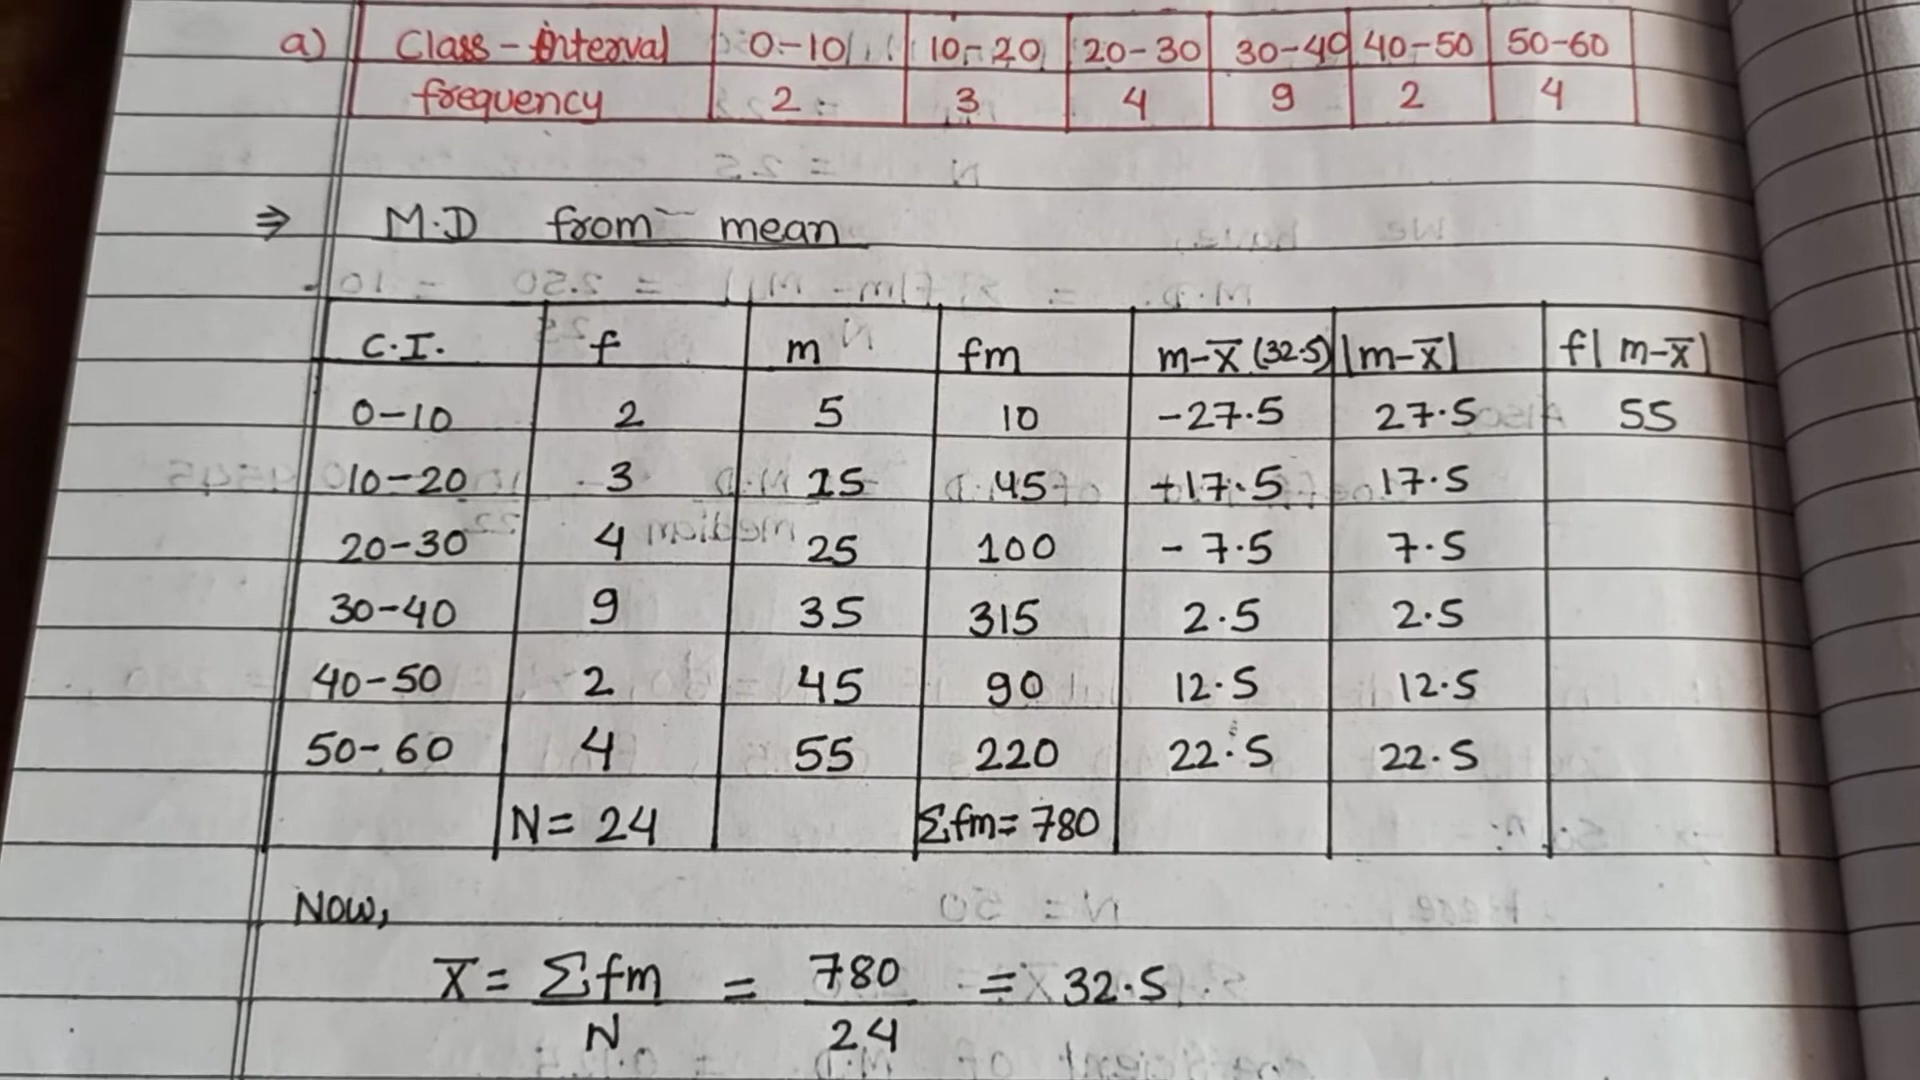 a) Class-interval 0-10 10-20 20-30 30-40 40-50 50-60
frequency 2 3 4 9 2 4
⇒ M.D from mean
C.I. f m fm m-x̄ (32.5) |m-x̄| f|m-x̄|
0-10 2 5 10 -27.5 27.5 55
10-20 3 15 45 +17.5 17.5
20-30 4 25 100 -7.5 7.5
30-40 9 35 315 2.5 2.5
40-50 2 45 90 12.5 12.5
50-60 4 55 220 22.5 22.5
N= 24 Σfm= 780
Now,
X̄ = Σfm / N = 780 / 24 = 32.5